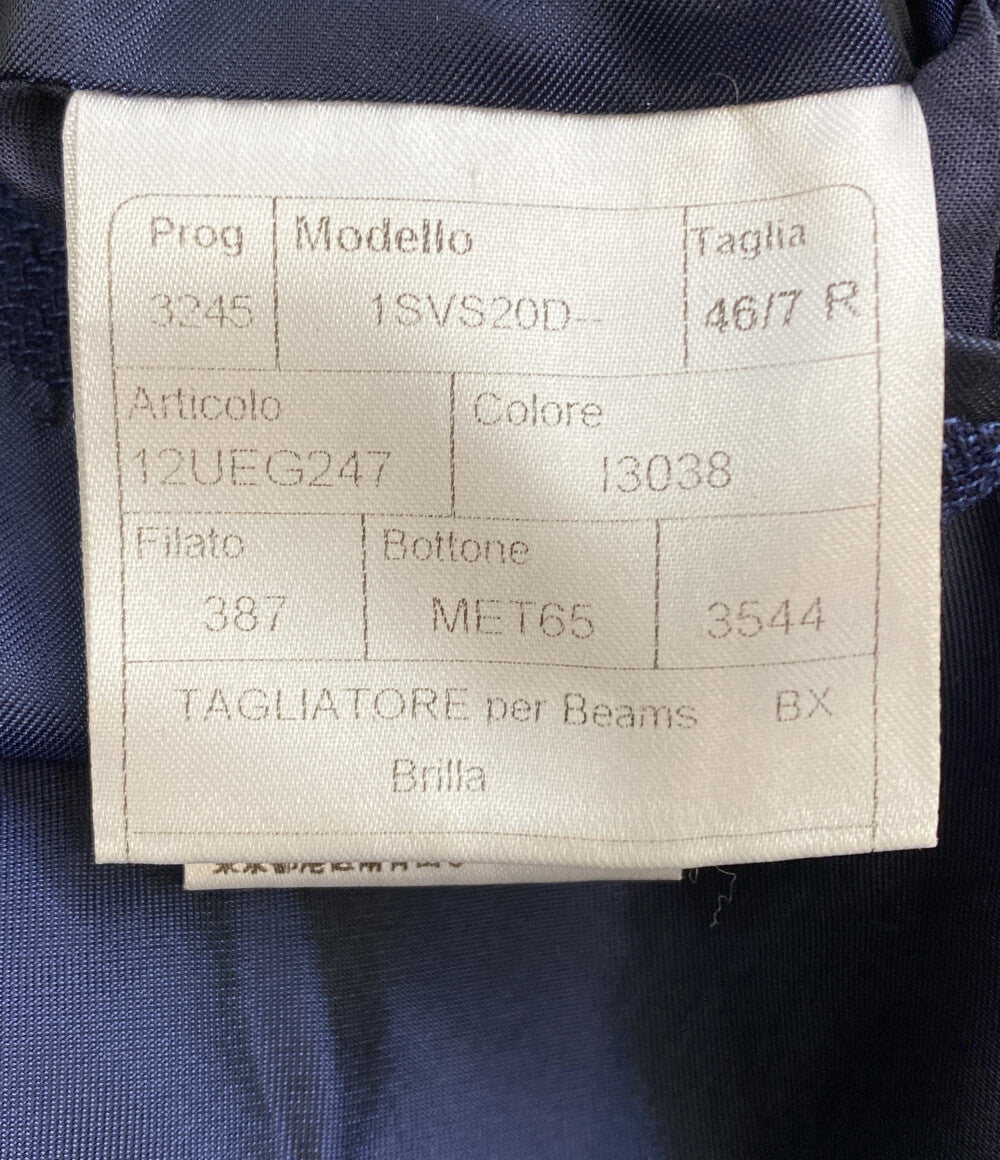 Prog Modello Taglia
3245 1SVS20D-- 46/7 R
Articolo Colore
12UEG247 I3038
Filato Bottone
387 MET65 3544
TAGLIATORE per Beams BX
Brilla